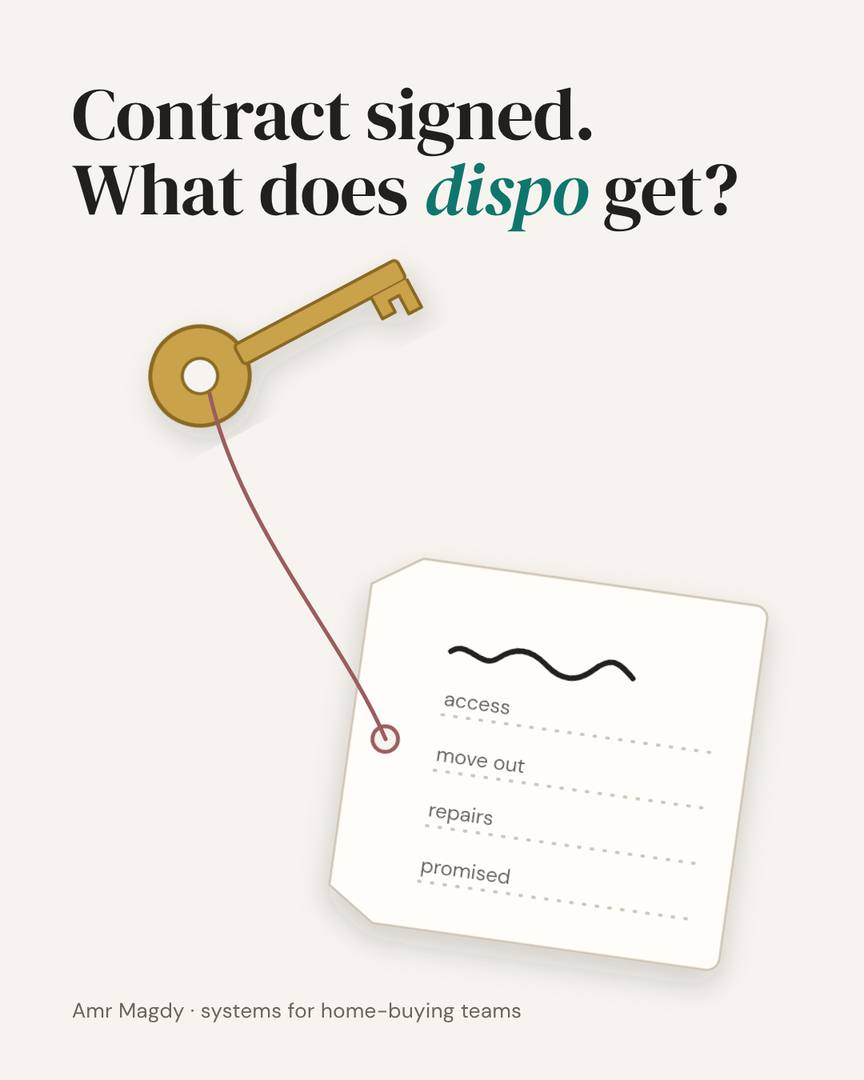 Contract signed.
What does dispo get?
access
move out
repairs
promised
Amr Magdy · systems for home-buying teams